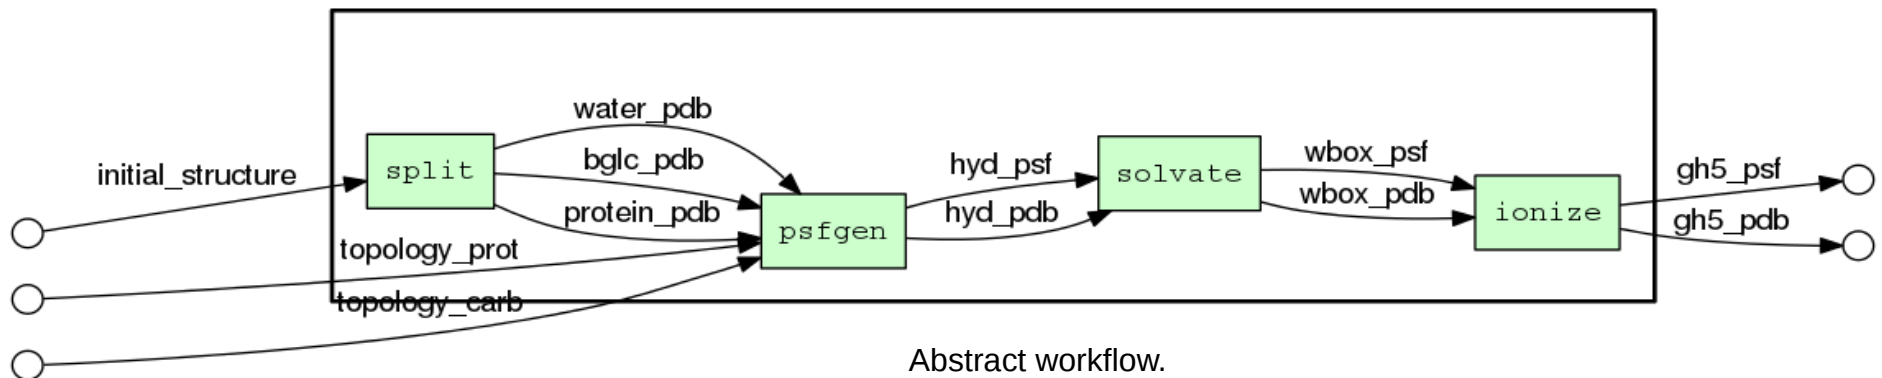 water_pdb
initial_structure
split
bglc_pdb
protein_pdb
topology_prot
topology_carb
psfgen
hyd_psf
hyd_pdb
solvate
wbox_psf
wbox_pdb
ionize
gh5_psf
gh5_pdb
Abstract workflow.